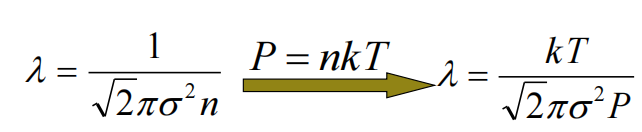 λ = 1 / √2πσ²n
P = nkT
λ = kT / √2πσ²P